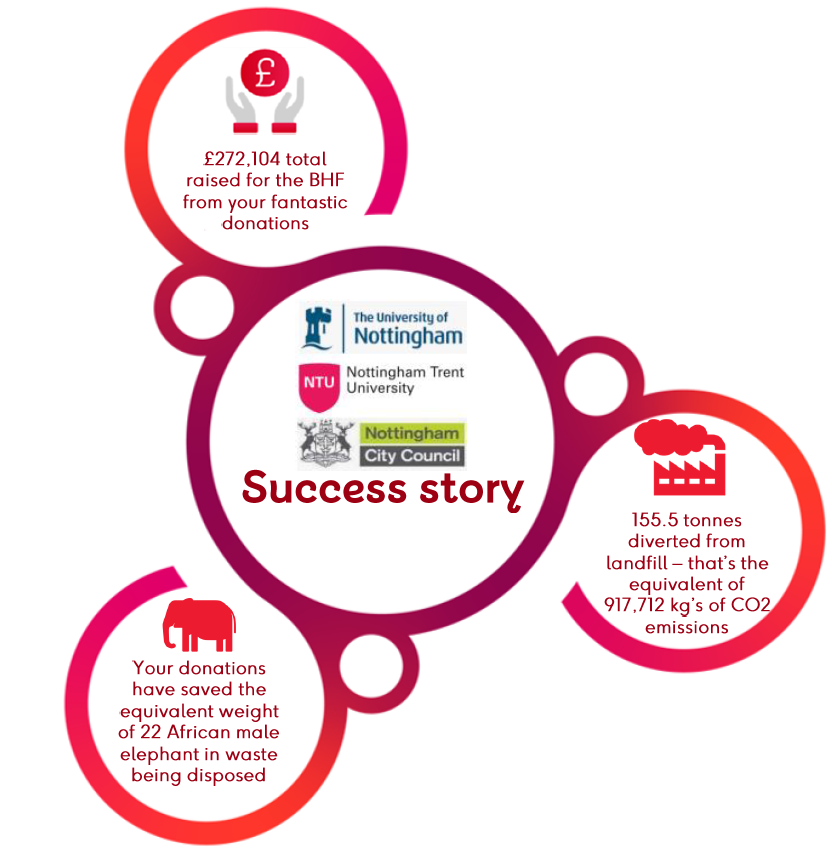 £
£272,104 total
raised for the BHF
from your fantastic
donations
The University of
Nottingham
NTU
Nottingham Trent
University
Nottingham
City Council
Success story
155.5 tonnes
diverted from
landfill – that's the
equivalent of
917,712 kg's of CO2
emissions
Your donations
have saved the
equivalent weight
of 22 African male
elephant in waste
being disposed